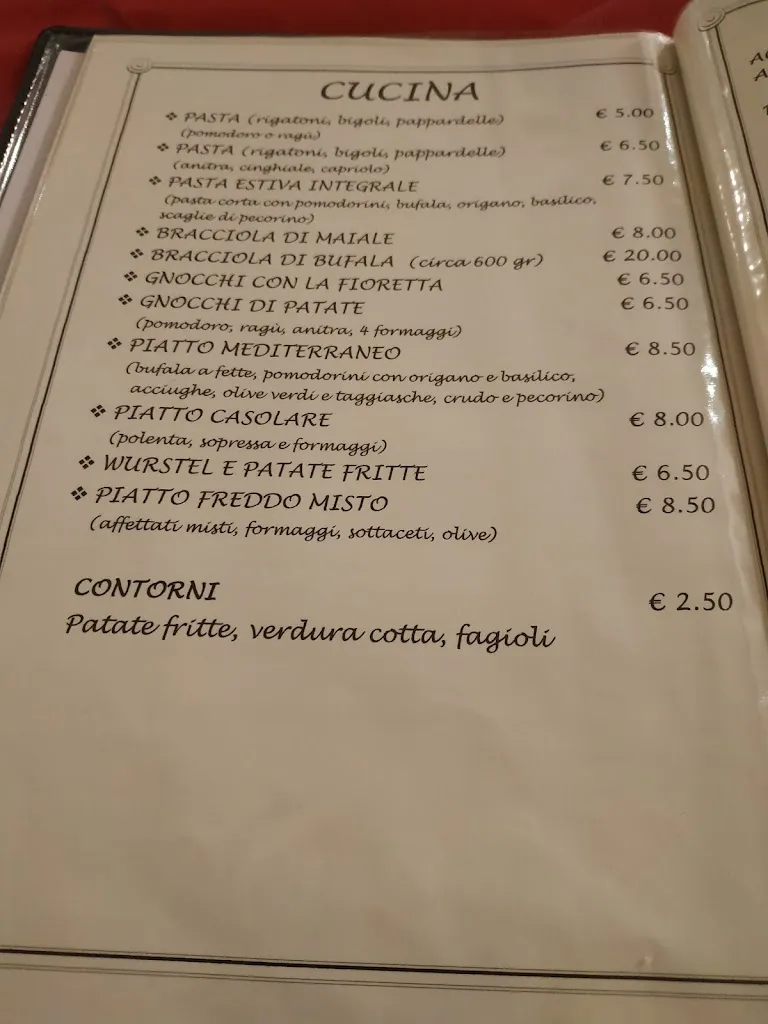 CUCINA
❖ PASTA (rigatoni, bigoli, pappardelle) € 5.00
(pomodoro o ragù)
❖ PASTA (rigatoni, bigoli, pappardelle) € 6.50
(anitra, cinghiale, capriolo)
❖ PASTA ESTIVA INTEGRALE € 7.50
(pasta corta con pomodorini, bufala, origano, basilico,
scaglie di pecorino)
❖ BRACCIOLA DI MAIALE € 8.00
❖ BRACCIOLA DI BUFALA (circa 600 gr) € 20.00
❖ GNOCCHI CON LA FIORETTA € 6.50
❖ GNOCCHI DI PATATE € 6.50
(pomodoro, ragù, anitra, 4 formaggi)
❖ PIATTO MEDITERRANEO € 8.50
(bufala a fette, pomodorini con origano e basilico,
acciughe, olive verdi e taggiasche, crudo e pecorino)
❖ PIATTO CASOLARE € 8.00
(polenta, sopressa e formaggi)
❖ WURSTEL E PATATE FRITTE € 6.50
❖ PIATTO FREDDO MISTO € 8.50
(affettati misti, formaggi, sottaceti, olive)
CONTORNI € 2.50
Patate fritte, verdura cotta, fagioli